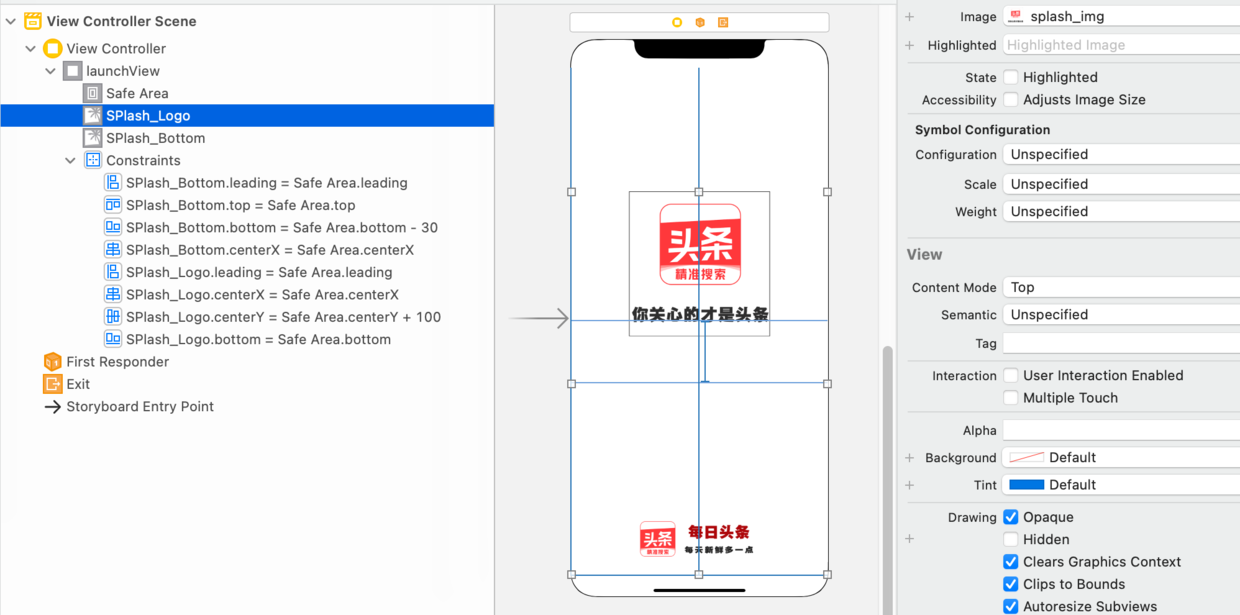 View Controller Scene
View Controller
launchView
Safe Area
SPlash_Logo
SPlash_Bottom
Constraints
SPlash_Bottom.leading = Safe Area.leading
SPlash_Bottom.top = Safe Area.top
SPlash_Bottom.bottom = Safe Area.bottom - 30
SPlash_Bottom.centerX = Safe Area.centerX
SPlash_Logo.leading = Safe Area.leading
SPlash_Logo.centerX = Safe Area.centerX
SPlash_Logo.centerY = Safe Area.centerY + 100
SPlash_Logo.bottom = Safe Area.bottom
First Responder
Exit
Storyboard Entry Point
头条
精准搜索
你关心的才是头条
头条
精准搜索
每日头条
每天新鲜多一点
Image splash_img
Highlighted Highlighted Image
State Highlighted
Accessibility Adjusts Image Size
Symbol Configuration
Configuration Unspecified
Scale Unspecified
Weight Unspecified
View
Content Mode Top
Semantic Unspecified
Tag
Interaction User Interaction Enabled
Multiple Touch
Alpha
Background Default
Tint Default
Drawing Opaque
Hidden
Clears Graphics Context
Clips to Bounds
Autoresize Subviews